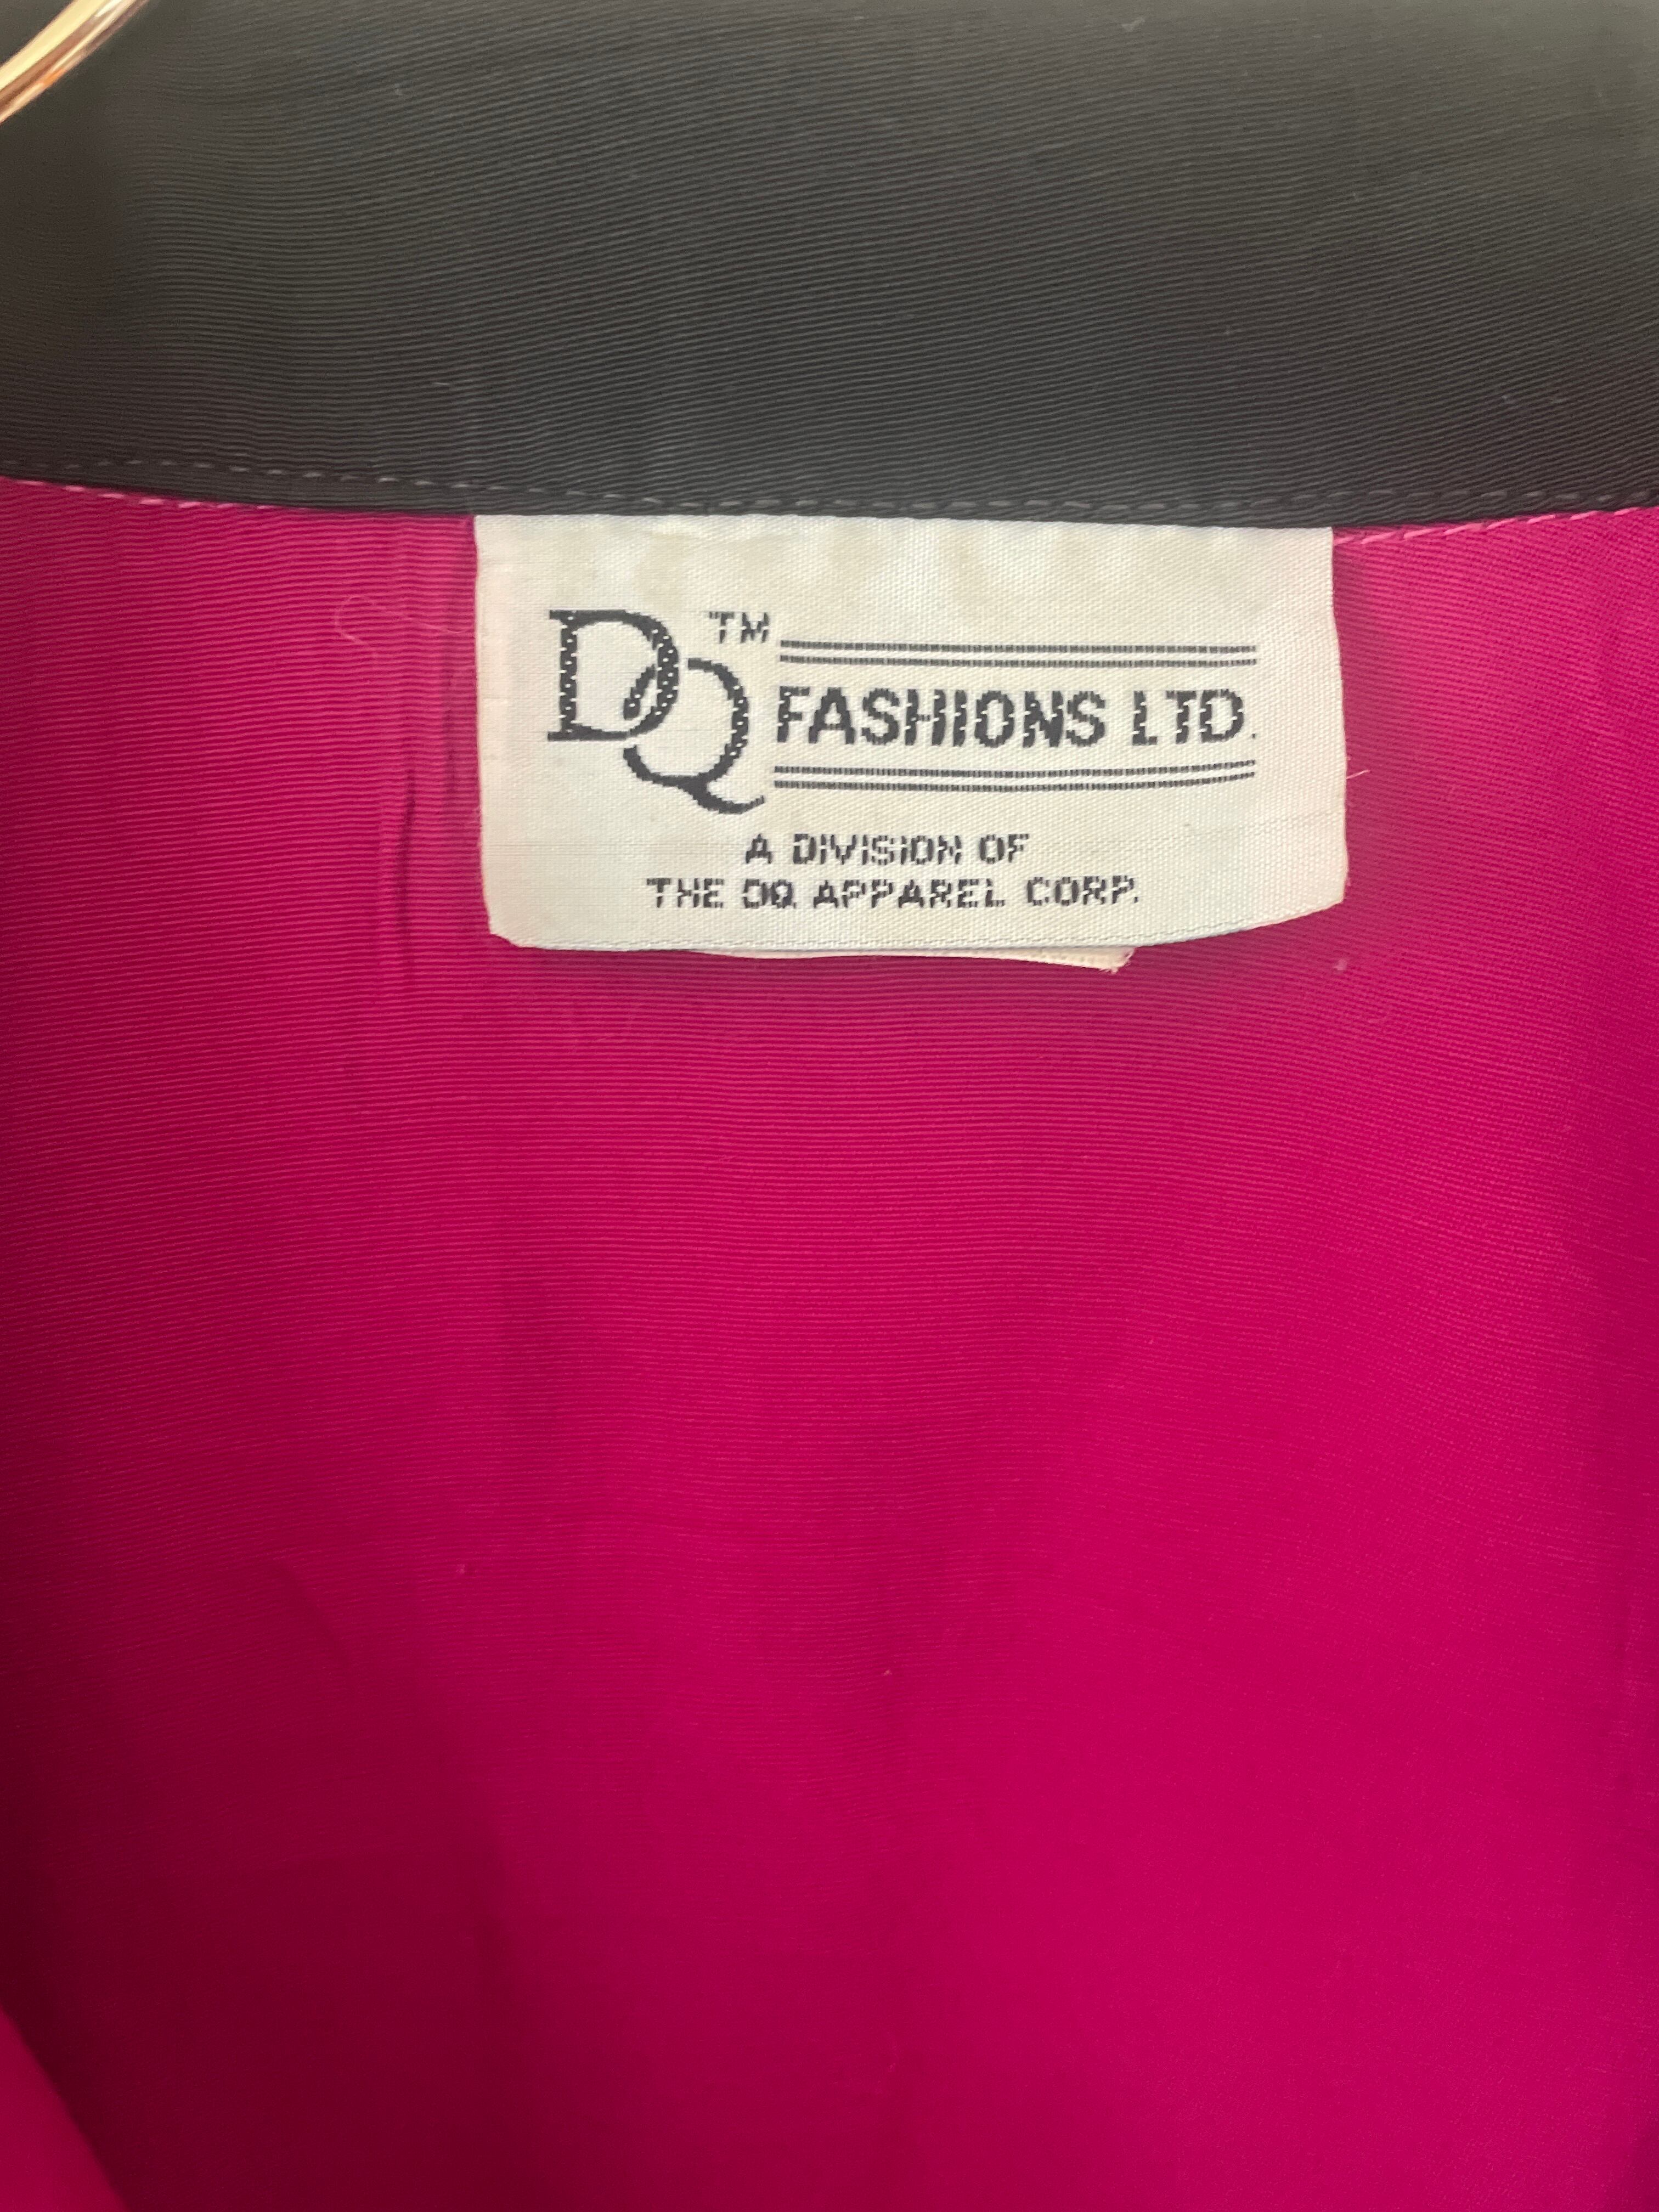 DQ™
FASHIONS LTD.
A DIVISION OF
THE DQ APPAREL CORP.